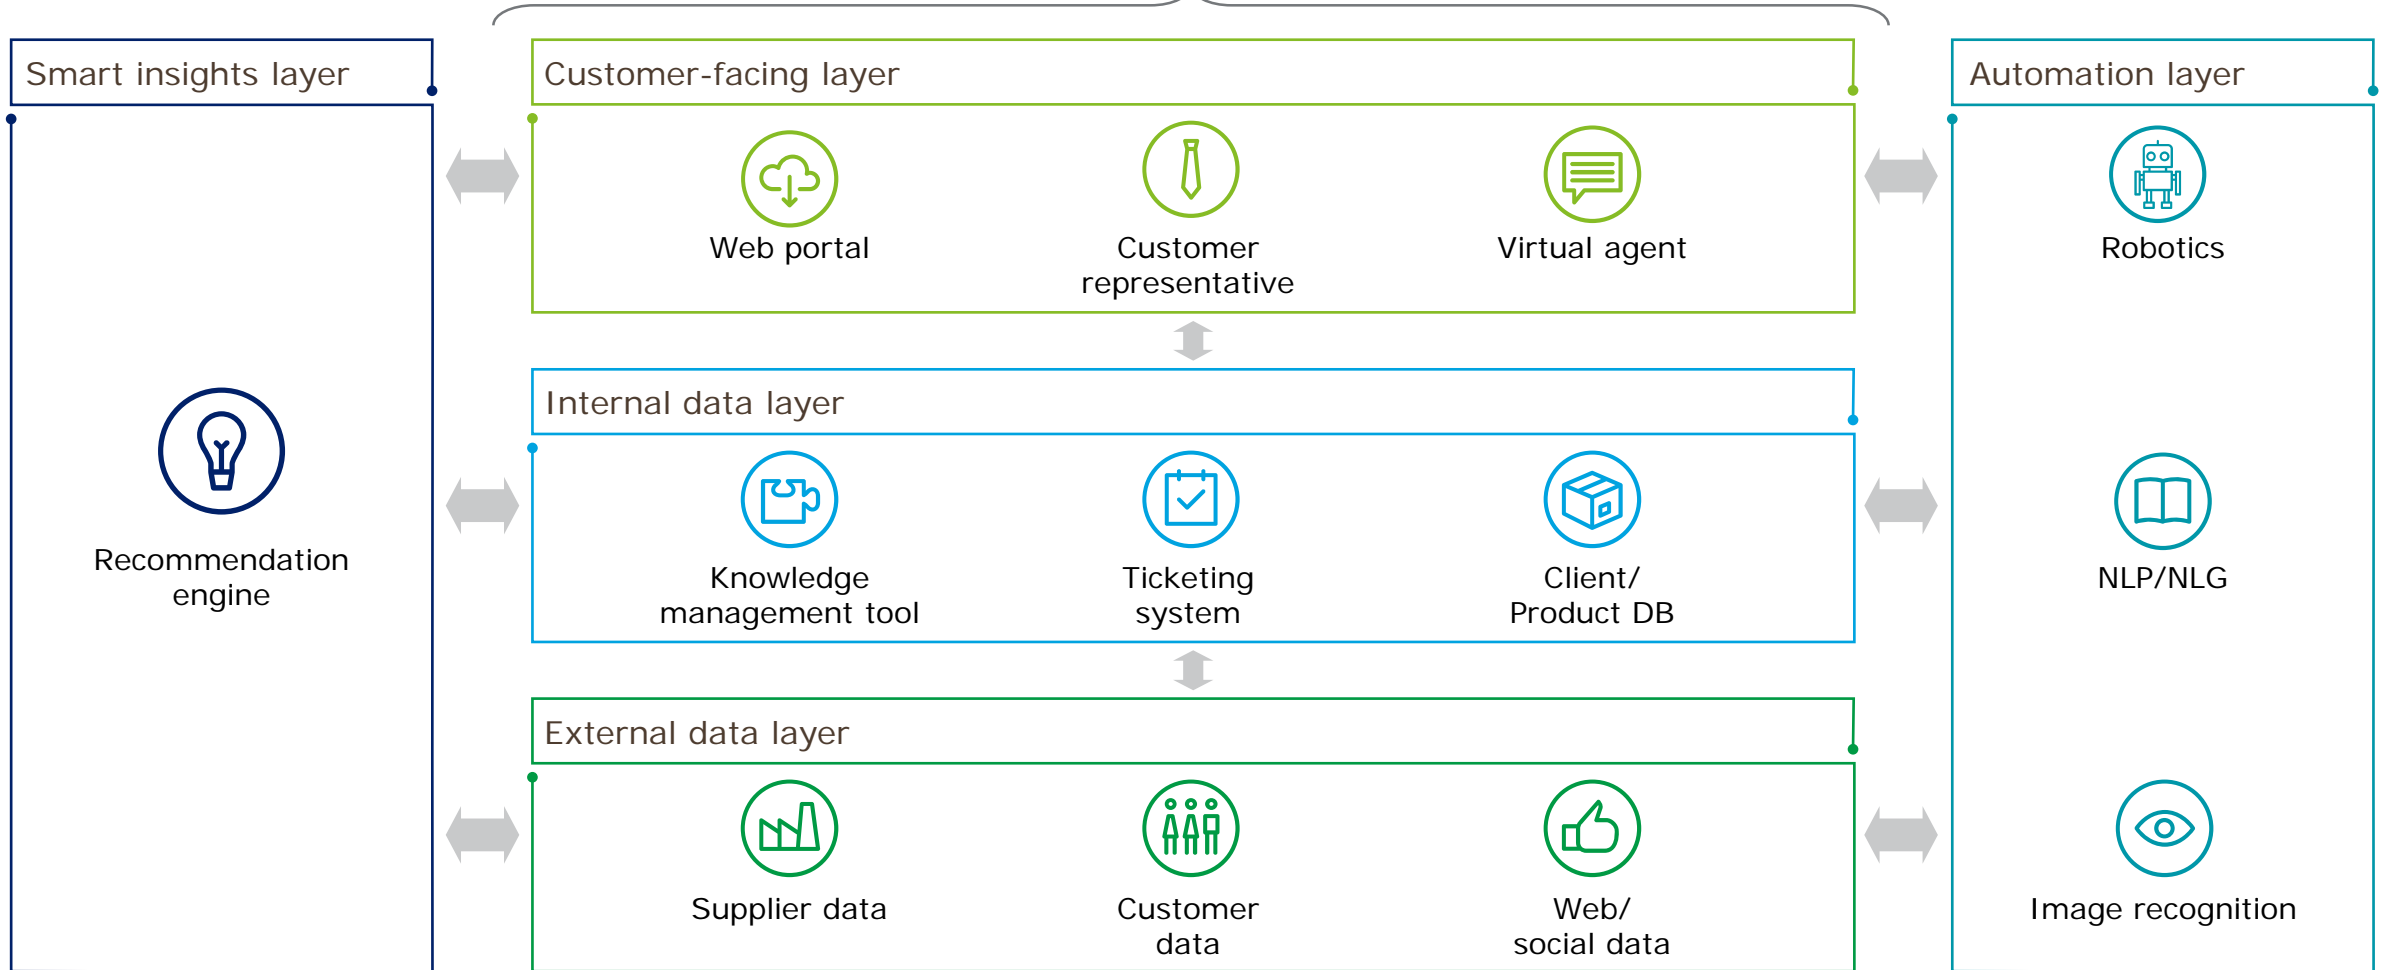 Smart insights layer
Recommendation
engine
Customer-facing layer
Web portal
Customer
representative
Virtual agent
Internal data layer
Knowledge
management tool
Ticketing
system
Client/
Product DB
External data layer
Supplier data
Customer
data
Web/
social data
Automation layer
Robotics
NLP/NLG
Image recognition